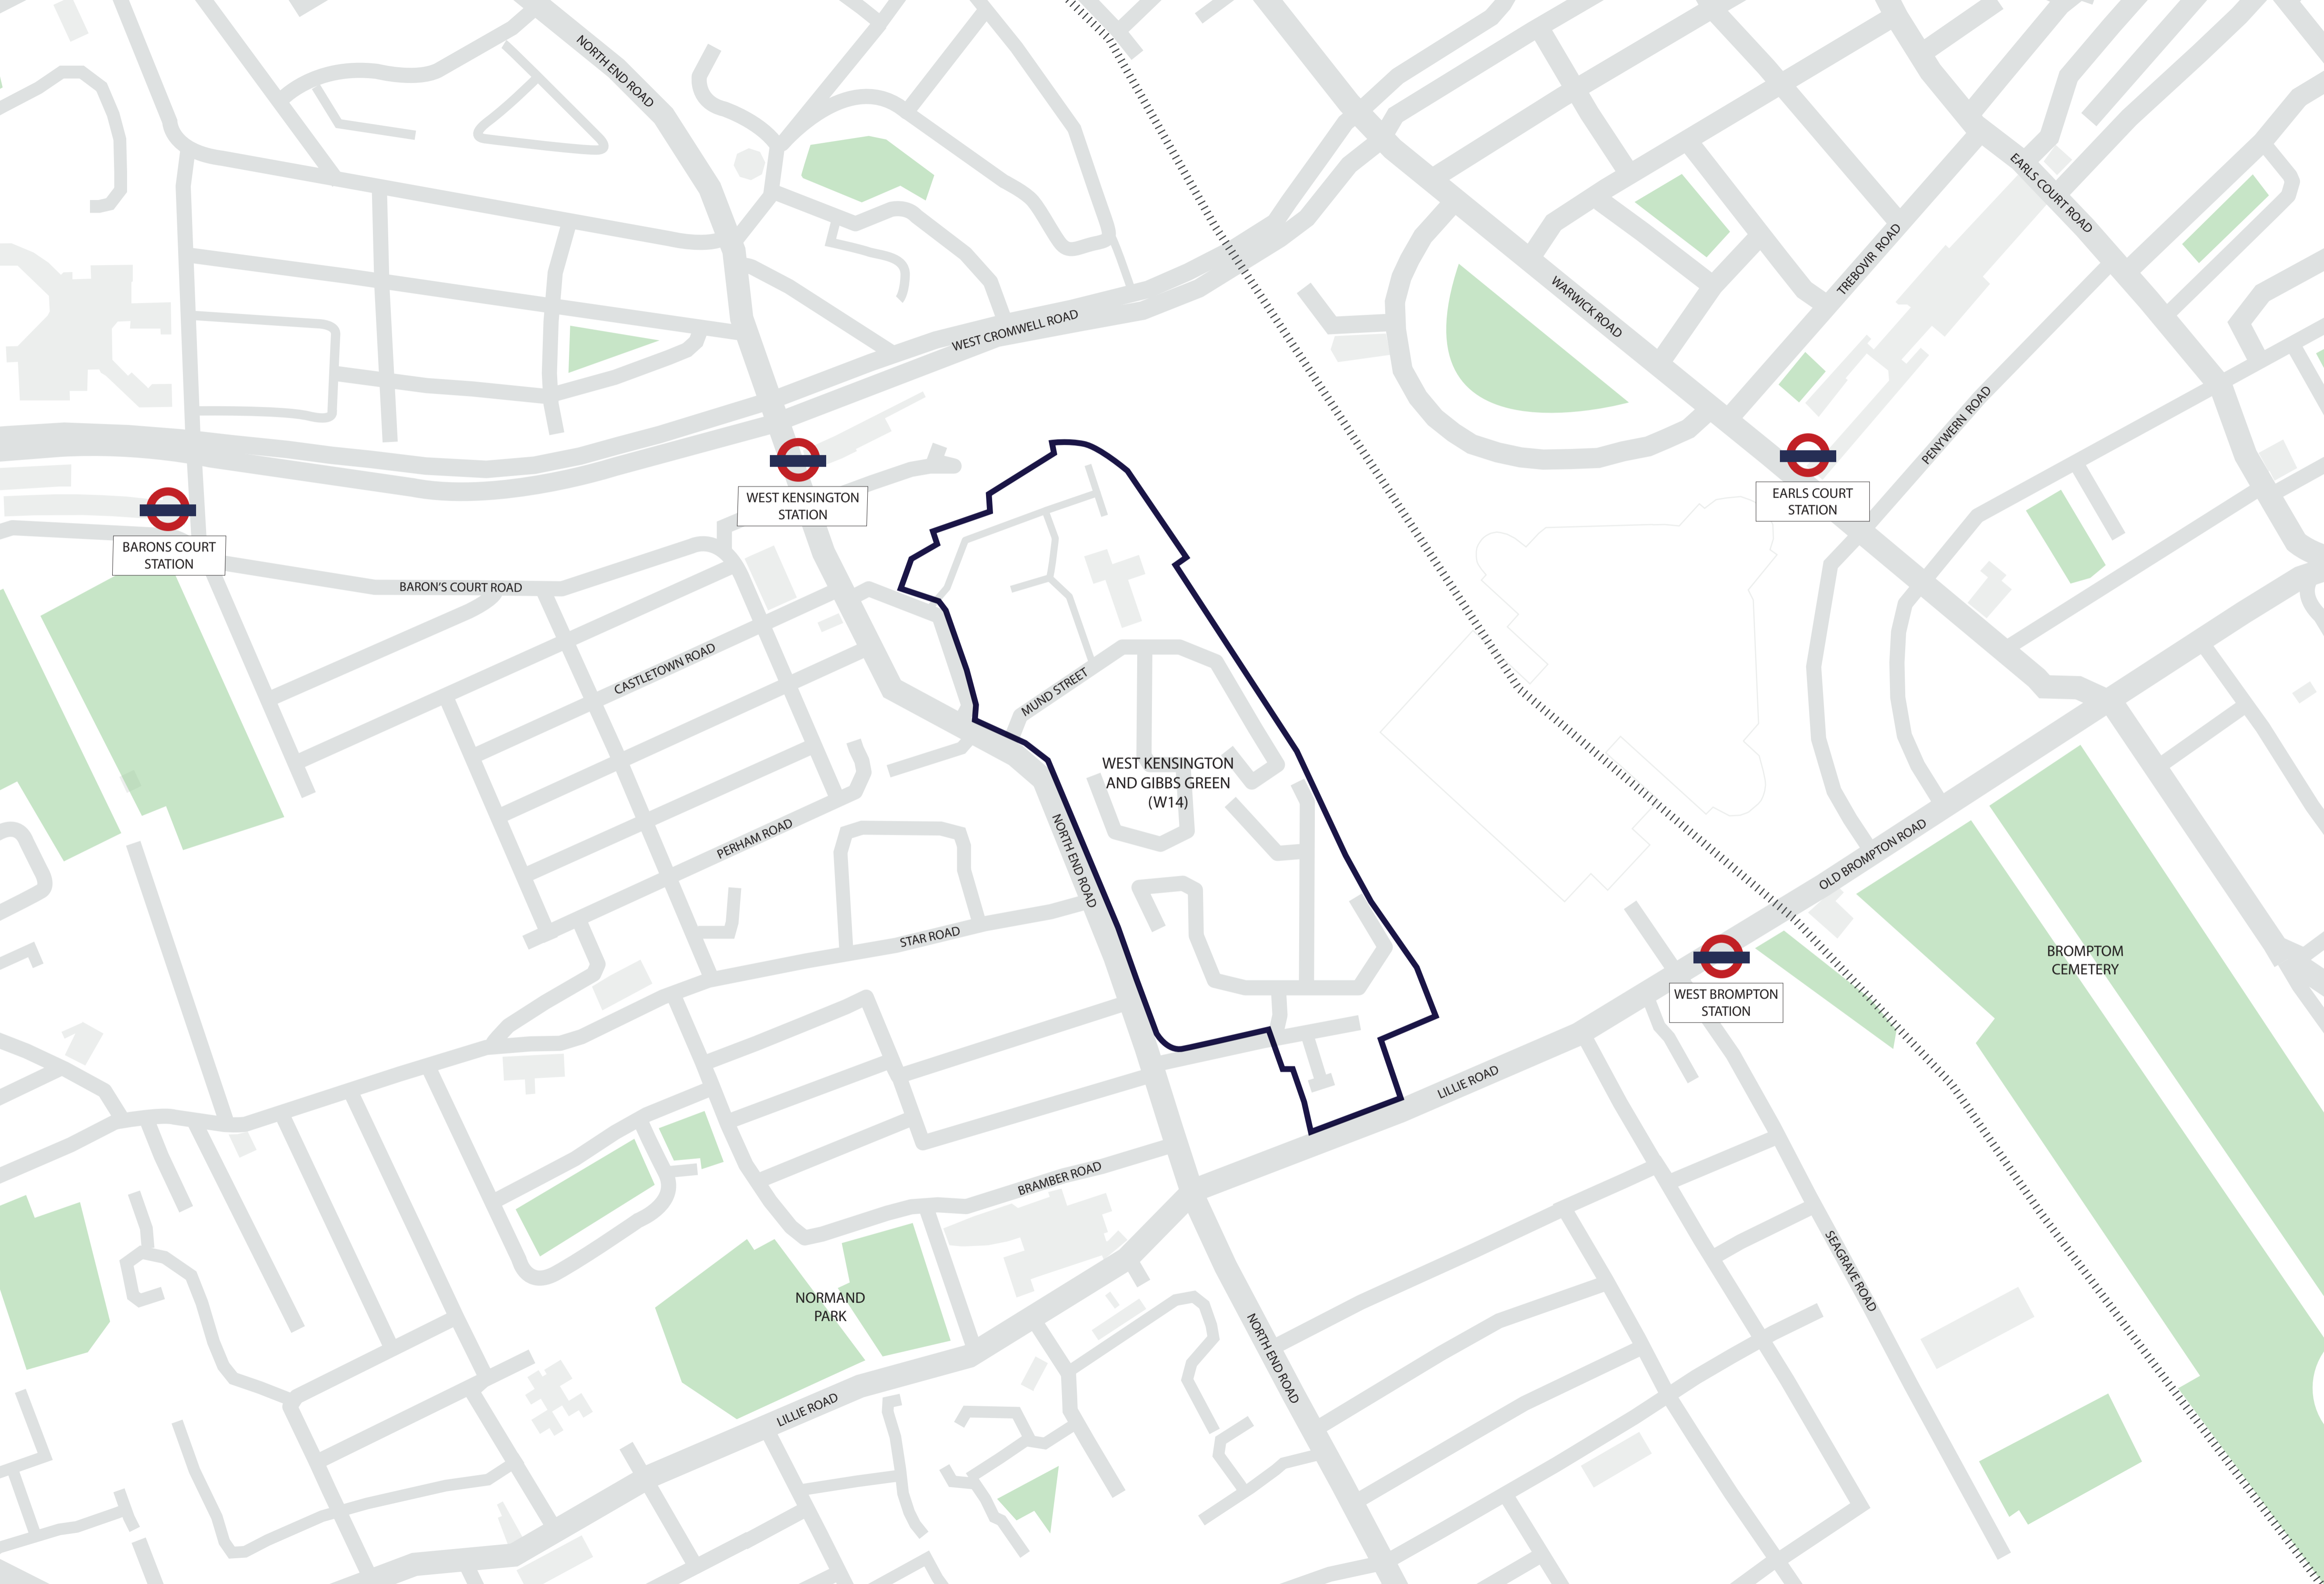 NORTH END ROAD
EARLS COURT ROAD
TREBOVIR ROAD
WARWICK ROAD
WEST CROMWELL ROAD
PENYWERN ROAD
WEST KENSINGTON
STATION
EARLS COURT
STATION
BARONS COURT
STATION
BARON'S COURT ROAD
CASTLETOWN ROAD
MUND STREET
WEST KENSINGTON
AND GIBBS GREEN
(W14)
PERHAM ROAD
NORTH END ROAD
OLD BROMPTON ROAD
STAR ROAD
BROMPTOM
CEMETERY
WEST BROMPTON
STATION
LILLIE ROAD
BRAMBER ROAD
SEAGRAVE ROAD
NORMAND
PARK
NORTH END ROAD
LILLIE ROAD